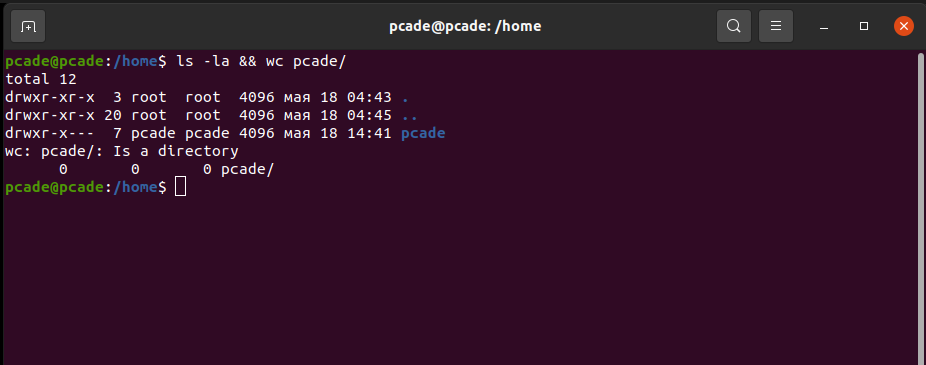 pcade@pcade: /home
pcade@pcade:/home$ ls -la && wc pcade/
total 12
drwxr-xr-x  3 root  root  4096 мая 18 04:43 .
drwxr-xr-x 20 root  root  4096 мая 18 04:45 ..
drwxr-x---  7 pcade pcade 4096 мая 18 14:41 pcade
wc: pcade/: Is a directory
      0       0       0 pcade/
pcade@pcade:/home$